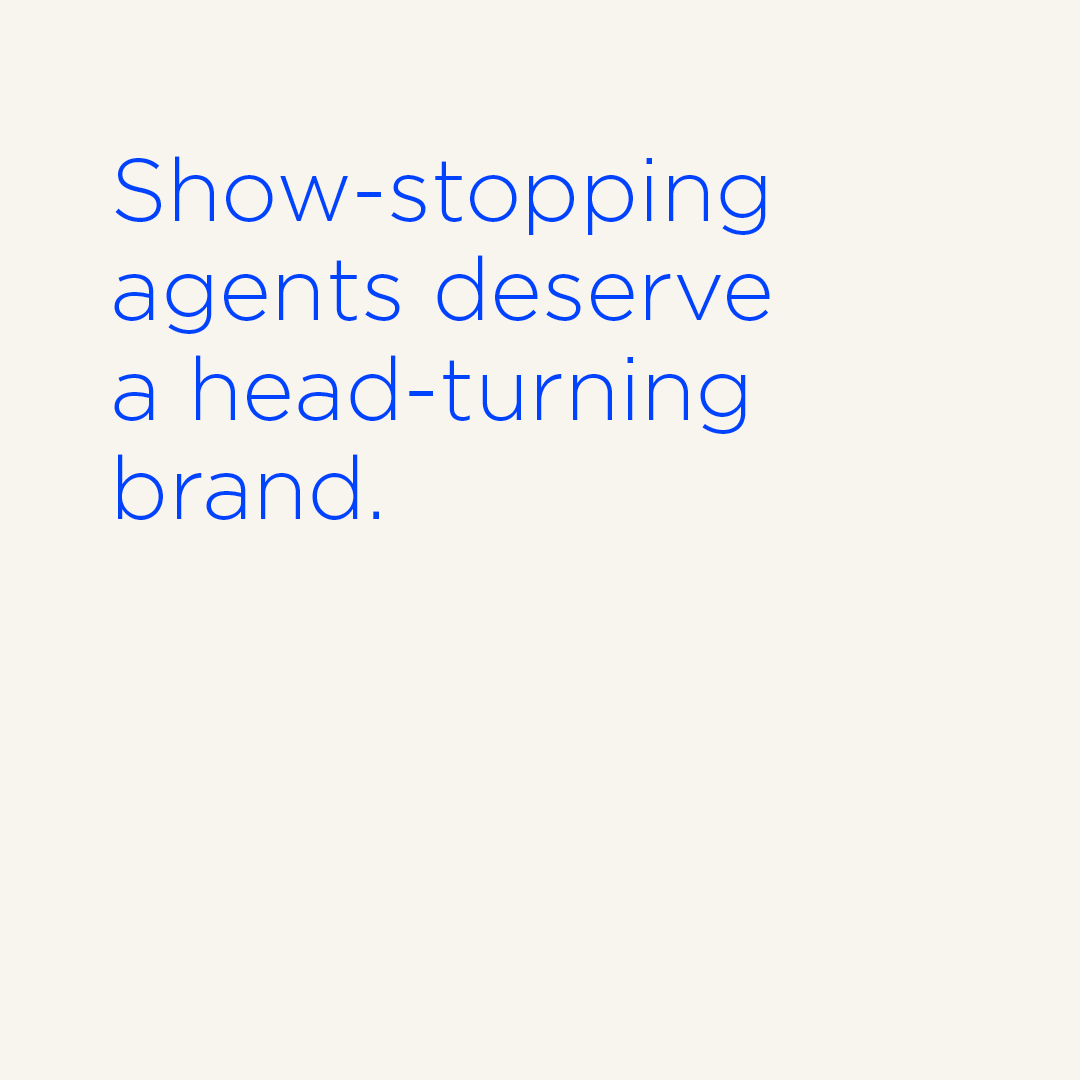 Show-stopping
agents deserve
a head-turning
brand.